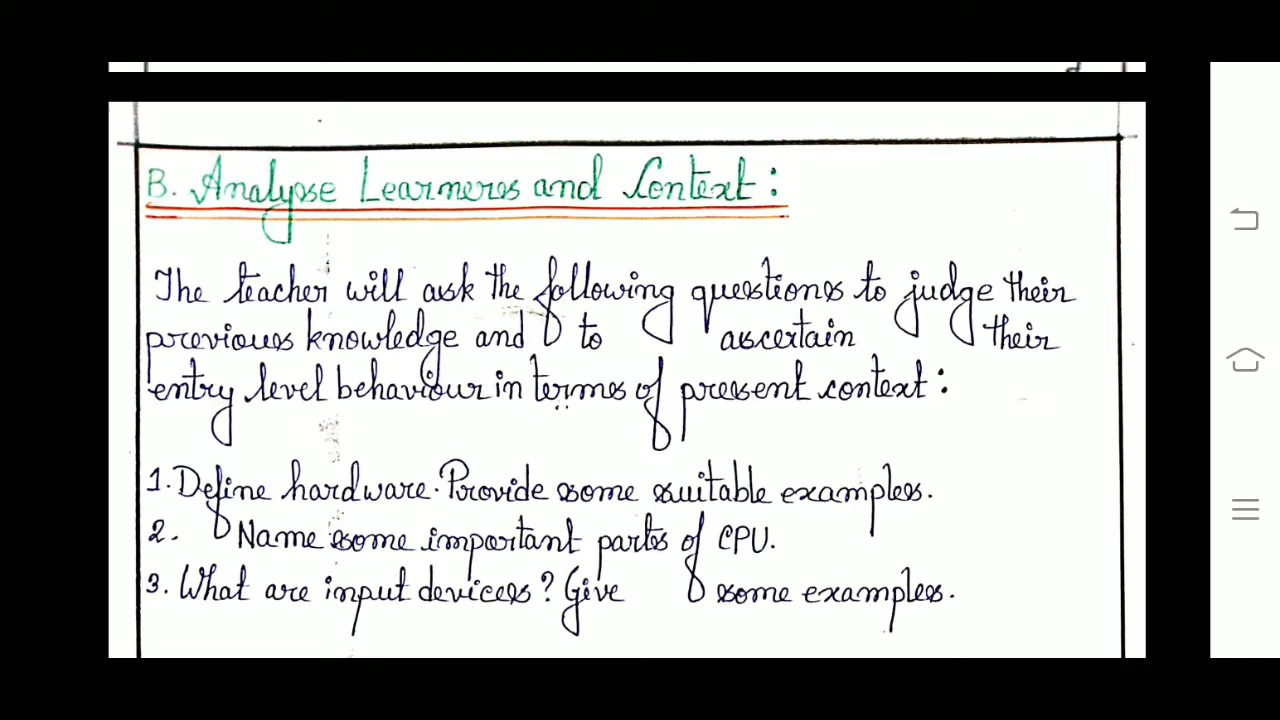 B. Analyse Learners and Context:
The teacher will ask the following questions to judge their
previous knowledge and to ascertain their
entry level behaviour in terms of present context:
1. Define hardware. Provide some suitable examples.
2. Name some important parts of CPU.
3. What are input devices? Give some examples.